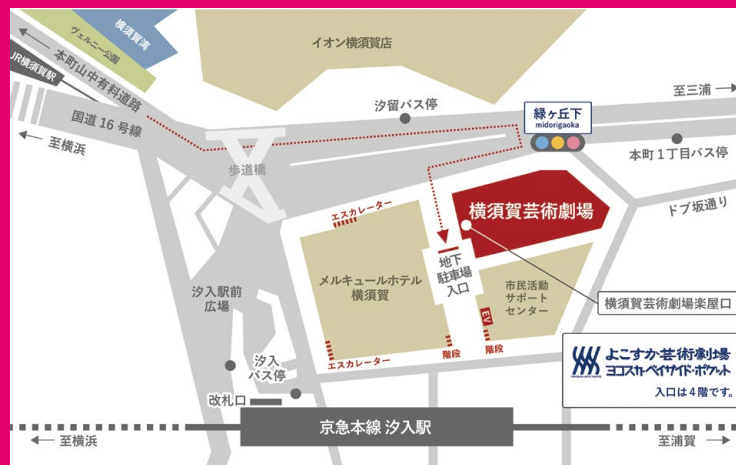 ヴェルニー公園
横須賀湾
イオン横須賀店
JR横須賀駅
本町山中有料道路
国道16号線
至横浜
汐留バス停
緑ヶ丘下
midorigaoka
至三浦
本町1丁目バス停
歩道橋
エスカレーター
横須賀芸術劇場
ドブ坂通り
地下
駐車場
入口
メルキュールホテル
横須賀
市民活動
サポート
センター
汐入駅前
広場
横須賀芸術劇場楽屋口
EV
階段
階段
エスカレーター
汐入
バス停
改札口
よこすか芸術劇場
ヨコスカ・ベイサイド・ポケット
入口は4階です。
京急本線 汐入駅
至横浜
至浦賀